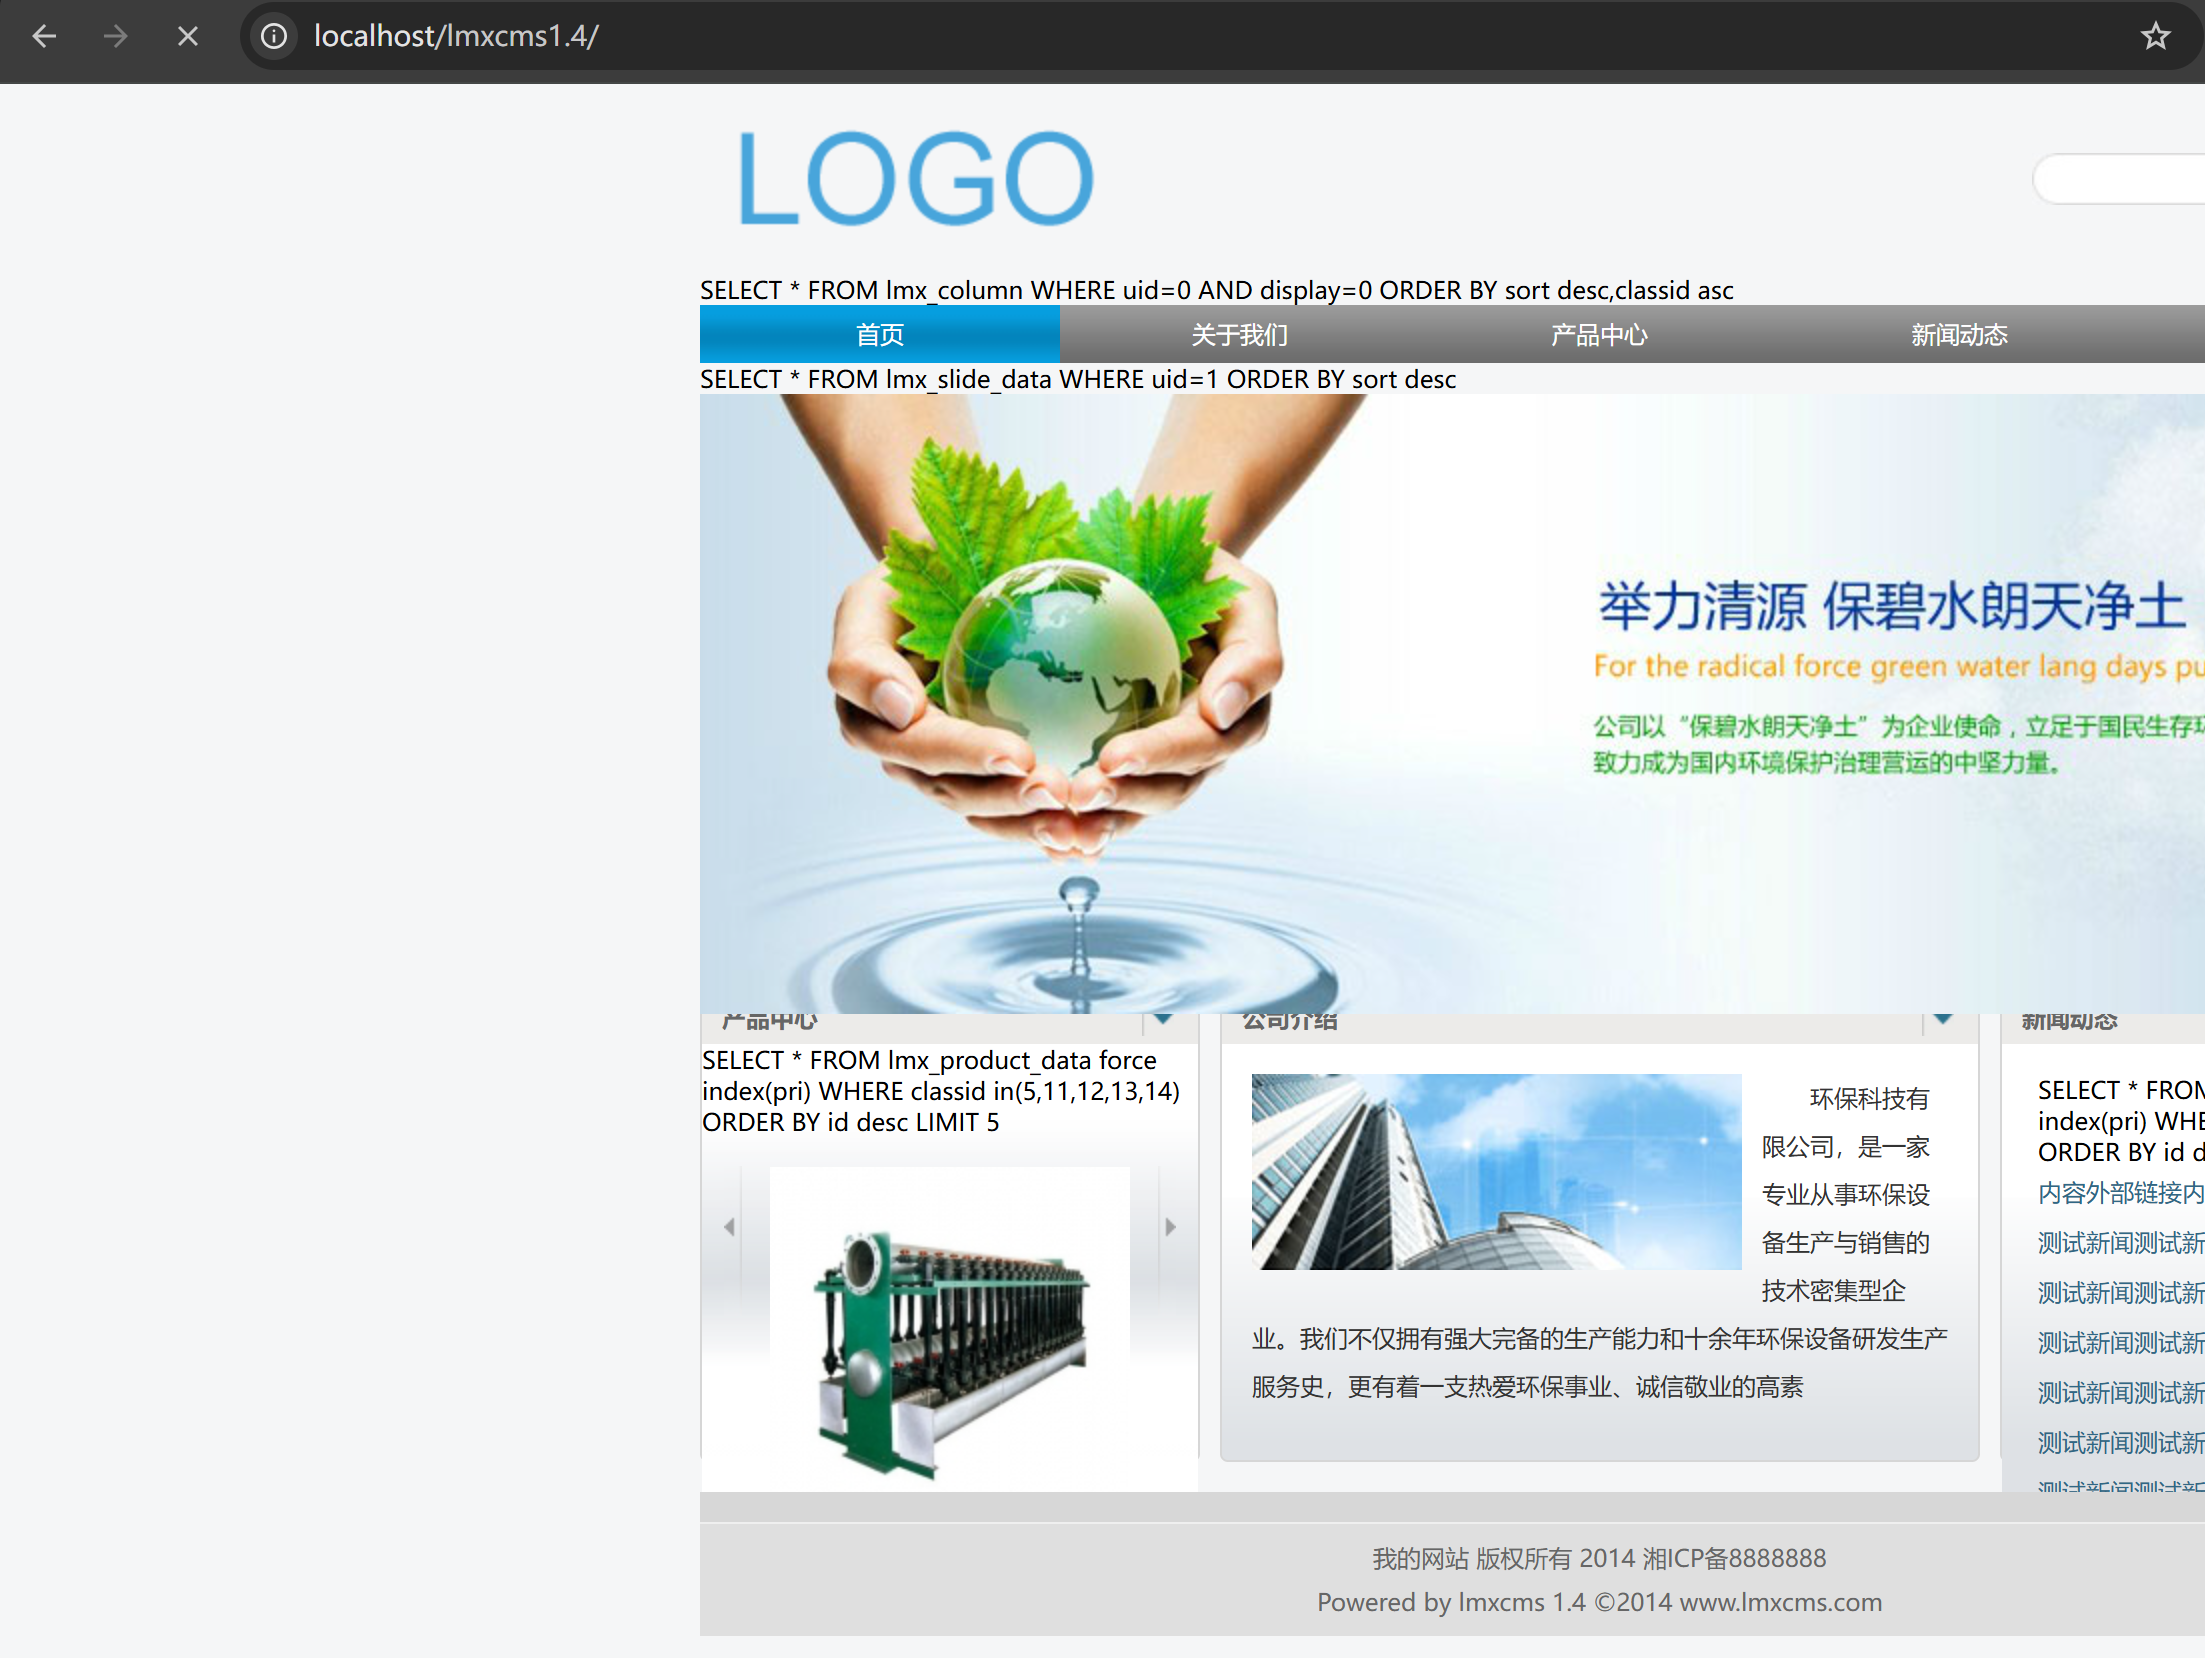 localhost/lmxcms1.4/
LOGO
SELECT * FROM lmx_column WHERE uid=0 AND display=0 ORDER BY sort desc,classid asc
首页 关于我们 产品中心 新闻动态
SELECT * FROM lmx_slide_data WHERE uid=1 ORDER BY sort desc
举力清源 保碧水朗天净土
For the radical force green water lang days pu
公司以“保碧水朗天净土”为企业使命，立足于国民生存环
致力成为国内环境保护治理营运的中坚力量。
产品中心
SELECT * FROM lmx_product_data force
index(pri) WHERE classid in(5,11,12,13,14)
ORDER BY id desc LIMIT 5
公司介绍
环保科技有
限公司，是一家
专业从事环保设
备生产与销售的
技术密集型企
业。我们不仅拥有强大完备的生产能力和十余年环保设备研发生产
服务史，更有着一支热爱环保事业、诚信敬业的高素
新闻动态
SELECT * FROM
index(pri) WHE
ORDER BY id d
内容外部链接内
测试新闻测试新
测试新闻测试新
测试新闻测试新
测试新闻测试新
测试新闻测试新
测试新闻测试新
我的网站 版权所有 2014 湘ICP备8888888
Powered by lmxcms 1.4 ©2014 www.lmxcms.com